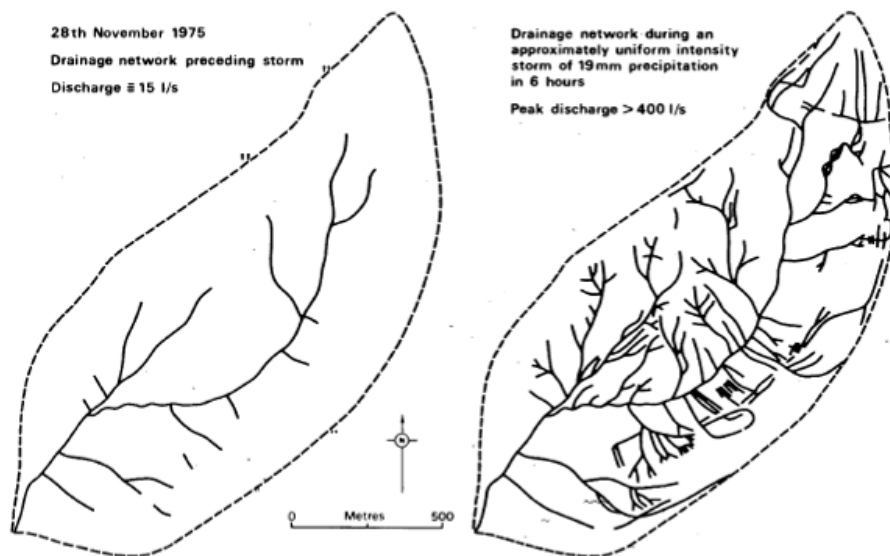 28th November 1975
Drainage network preceding storm
Discharge ≡ 15 l/s
Drainage network during an
approximately uniform intensity
storm of 19mm precipitation
in 6 hours
Peak discharge > 400 l/s
N
0 Metres 500